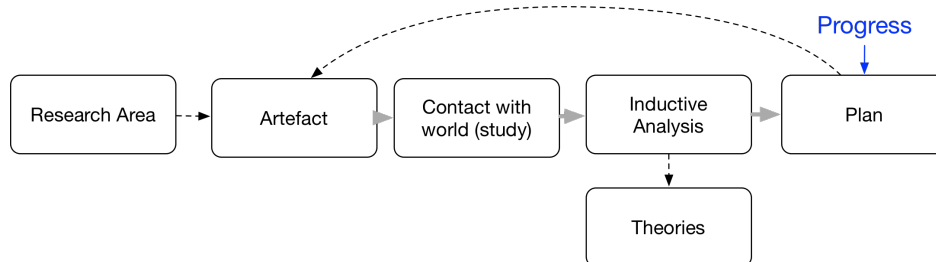 Progress
Research Area
Artefact
Contact with
world (study)
Inductive
Analysis
Plan
Theories